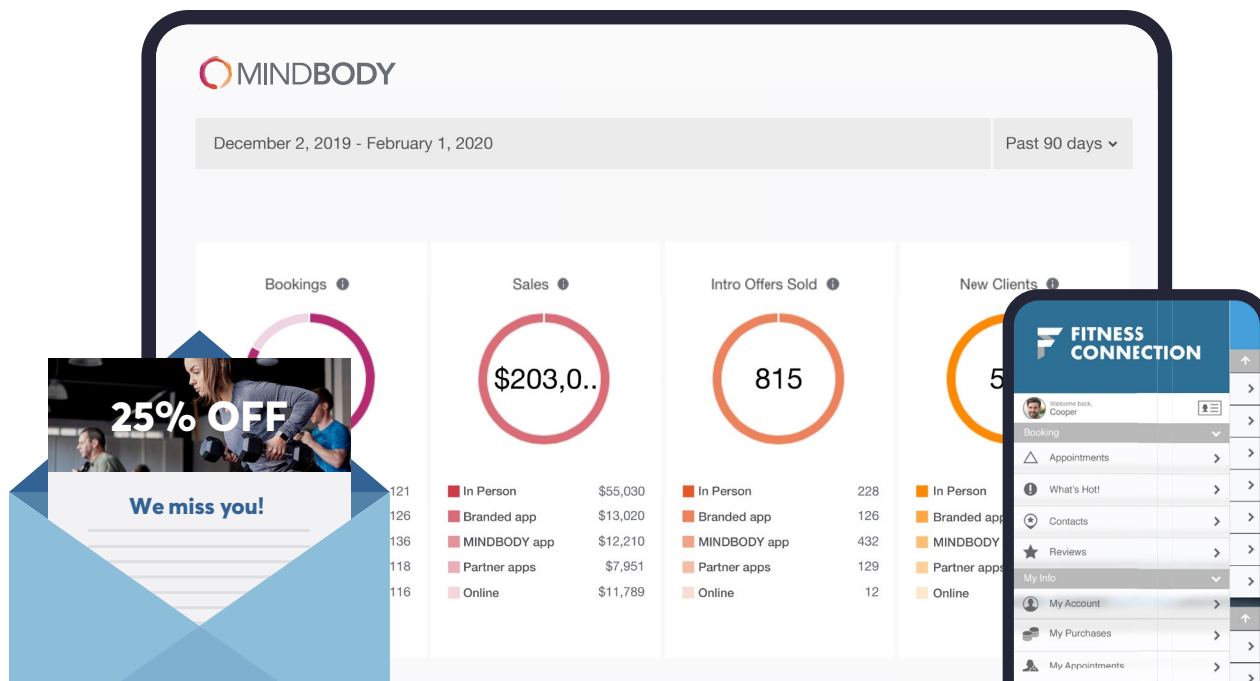 MINDBODY
December 2, 2019 - February 1, 2020
Past 90 days
Bookings
121
126
136
118
116
Sales
$203,0..
In Person $55,030
Branded app $13,020
MINDBODY app $12,210
Partner apps $7,951
Online $11,789
Intro Offers Sold
815
In Person 228
Branded app 126
MINDBODY app 432
Partner apps 129
Online 12
New Clients
5
In Person
Branded app
MINDBODY
Partner apps
Online
25% OFF
We miss you!
FITNESS
CONNECTION
Welcome back,
Cooper
Booking
Appointments
What's Hot!
Contacts
Reviews
My Info
My Account
My Purchases
My Appointments